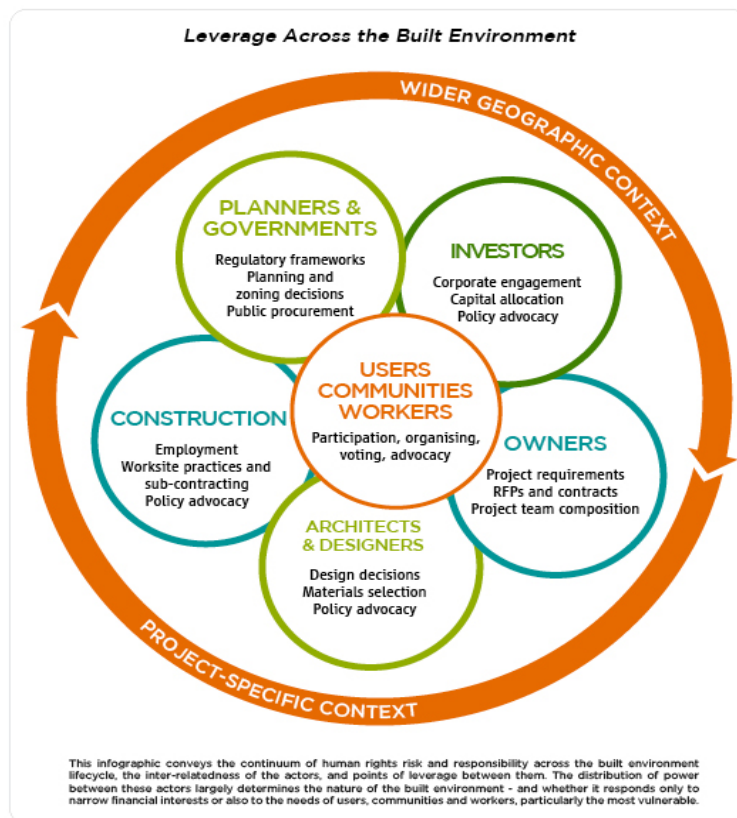 Leverage Across the Built Environment
WIDER GEOGRAPHIC CONTEXT
PLANNERS &
GOVERNMENTS
Regulatory frameworks
Planning and
zoning decisions
Public procurement
INVESTORS
Corporate engagement
Capital allocation
Policy advocacy
USERS
COMMUNITIES
WORKERS
Participation, organising,
voting, advocacy
CONSTRUCTION
Employment
Worksite practices and
sub-contracting
Policy advocacy
OWNERS
Project requirements
RFPs and contracts
Project team composition
ARCHITECTS
& DESIGNERS
Design decisions
Materials selection
Policy advocacy
PROJECT-SPECIFIC CONTEXT
This infographic conveys the continuum of human rights risk and responsibility across the built environment
lifecycle, the inter-relatedness of the actors, and points of leverage between them. The distribution of power
between these actors largely determines the nature of the built environment - and whether it responds only to
narrow financial interests or also to the needs of users, communities and workers, particularly the most vulnerable.